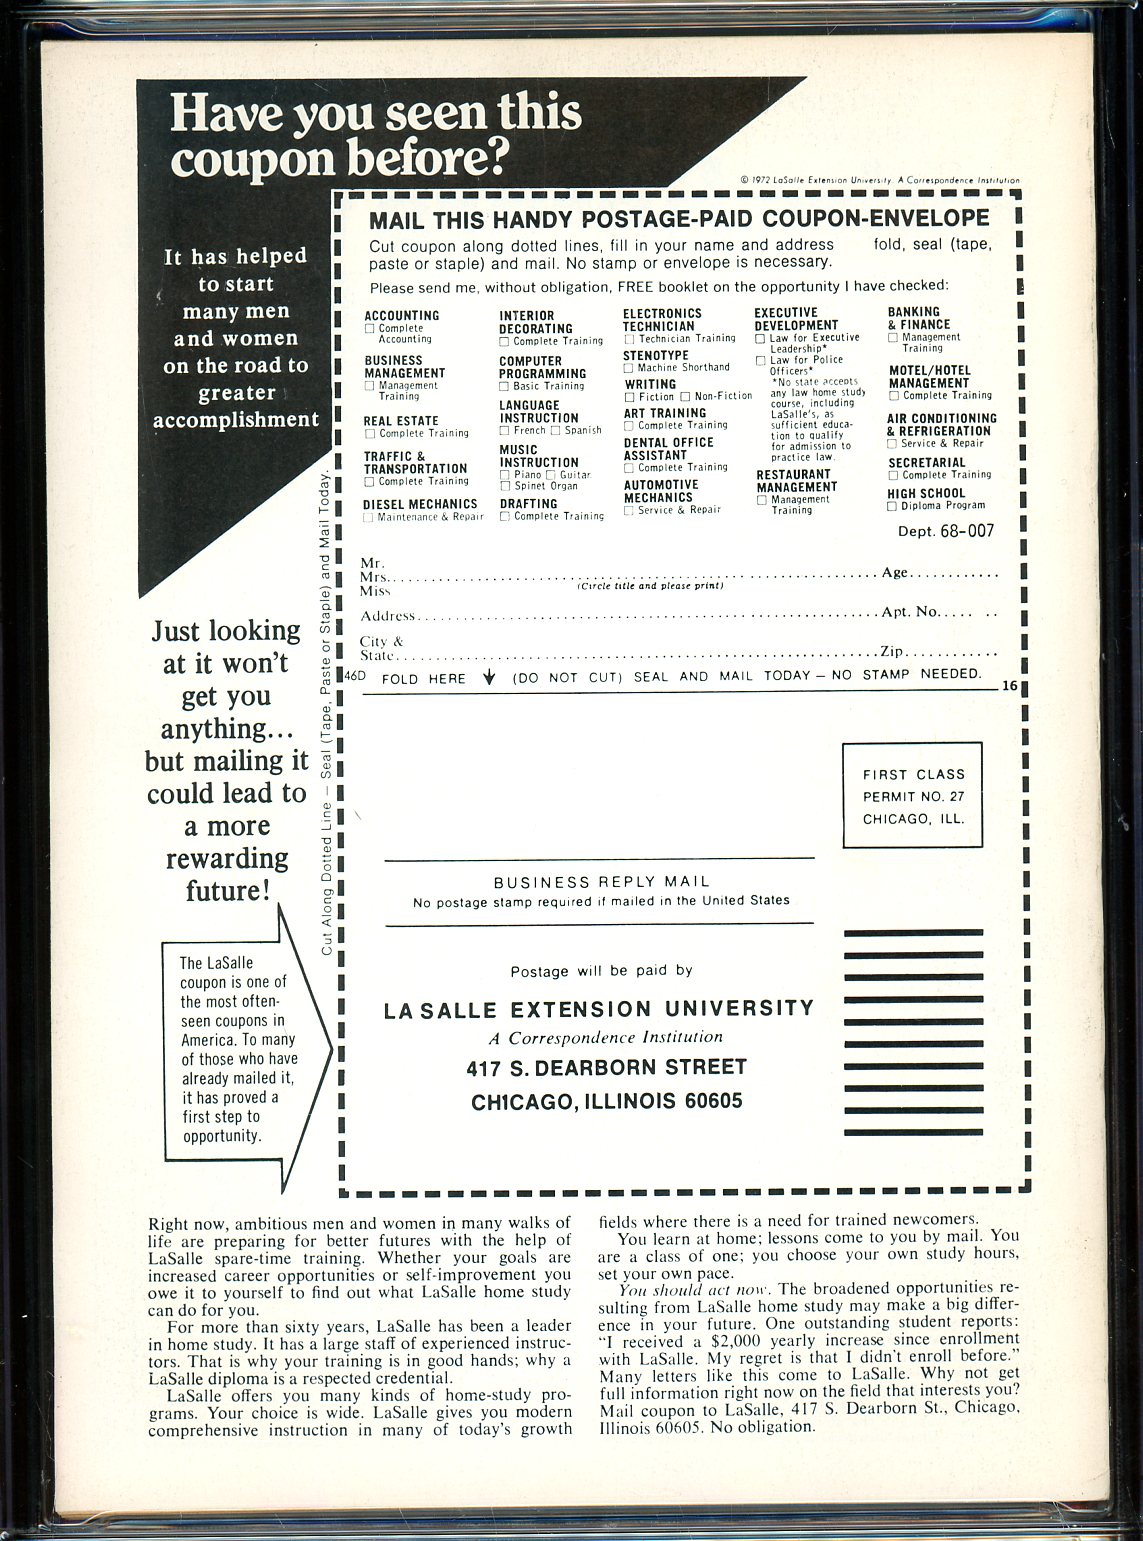 Have you seen this
coupon before?
© 1972 LaSalle Extension University. A Correspondence Institution
It has helped
to start
many men
and women
on the road to
greater
accomplishment
MAIL THIS HANDY POSTAGE-PAID COUPON-ENVELOPE
Cut coupon along dotted lines, fill in your name and address fold, seal (tape,
paste or staple) and mail. No stamp or envelope is necessary.
Please send me, without obligation, FREE booklet on the opportunity I have checked:
ACCOUNTING
☐ Complete
Accounting
BUSINESS
MANAGEMENT
☐ Management
Training
REAL ESTATE
☐ Complete Training
TRAFFIC &
TRANSPORTATION
☐ Complete Training
DIESEL MECHANICS
☐ Maintenance & Repair
INTERIOR
DECORATING
☐ Complete Training
COMPUTER
PROGRAMMING
☐ Basic Training
LANGUAGE
INSTRUCTION
☐ French ☐ Spanish
MUSIC
INSTRUCTION
☐ Piano ☐ Guitar
☐ Spinet Organ
DRAFTING
☐ Complete Training
ELECTRONICS
TECHNICIAN
☐ Technician Training
STENOTYPE
☐ Machine Shorthand
WRITING
☐ Fiction ☐ Non-Fiction
ART TRAINING
☐ Complete Training
DENTAL OFFICE
ASSISTANT
☐ Complete Training
AUTOMOTIVE
MECHANICS
☐ Service & Repair
EXECUTIVE
DEVELOPMENT
☐ Law for Executive
Leadership*
☐ Law for Police
Officers*
*No state accepts
any law home study
course, including
LaSalle's, as
sufficient educa-
tion to qualify
for admission to
practice law.
RESTAURANT
MANAGEMENT
☐ Management
Training
BANKING
& FINANCE
☐ Management
Training
MOTEL/HOTEL
MANAGEMENT
☐ Complete Training
AIR CONDITIONING
& REFRIGERATION
☐ Service & Repair
SECRETARIAL
☐ Complete Training
HIGH SCHOOL
☐ Diploma Program
Dept. 68-007
Mr.
Mrs. Age
Miss (Circle title and please print)
Address Apt. No.
City &
State Zip
46D FOLD HERE (DO NOT CUT) SEAL AND MAIL TODAY — NO STAMP NEEDED.
16
Cut Along Dotted Line — Seal (Tape, Paste or Staple) and Mail Today.
Just looking
at it won't
get you
anything...
but mailing it
could lead to
a more
rewarding
future!
The LaSalle
coupon is one of
the most often-
seen coupons in
America. To many
of those who have
already mailed it,
it has proved a
first step to
opportunity.
FIRST CLASS
PERMIT NO. 27
CHICAGO, ILL.
BUSINESS REPLY MAIL
No postage stamp required if mailed in the United States
Postage will be paid by
LA SALLE EXTENSION UNIVERSITY
A Correspondence Institution
417 S. DEARBORN STREET
CHICAGO, ILLINOIS 60605
Right now, ambitious men and women in many walks of
life are preparing for better futures with the help of
LaSalle spare-time training. Whether your goals are
increased career opportunities or self-improvement you
owe it to yourself to find out what LaSalle home study
can do for you.
For more than sixty years, LaSalle has been a leader
in home study. It has a large staff of experienced instruc-
tors. That is why your training is in good hands; why a
LaSalle diploma is a respected credential.
LaSalle offers you many kinds of home-study pro-
grams. Your choice is wide. LaSalle gives you modern
comprehensive instruction in many of today's growth
fields where there is a need for trained newcomers.
You learn at home; lessons come to you by mail. You
are a class of one; you choose your own study hours,
set your own pace.
You should act now. The broadened opportunities re-
sulting from LaSalle home study may make a big differ-
ence in your future. One outstanding student reports:
"I received a $2,000 yearly increase since enrollment
with LaSalle. My regret is that I didn't enroll before."
Many letters like this come to LaSalle. Why not get
full information right now on the field that interests you?
Mail coupon to LaSalle, 417 S. Dearborn St., Chicago,
Illinois 60605. No obligation.